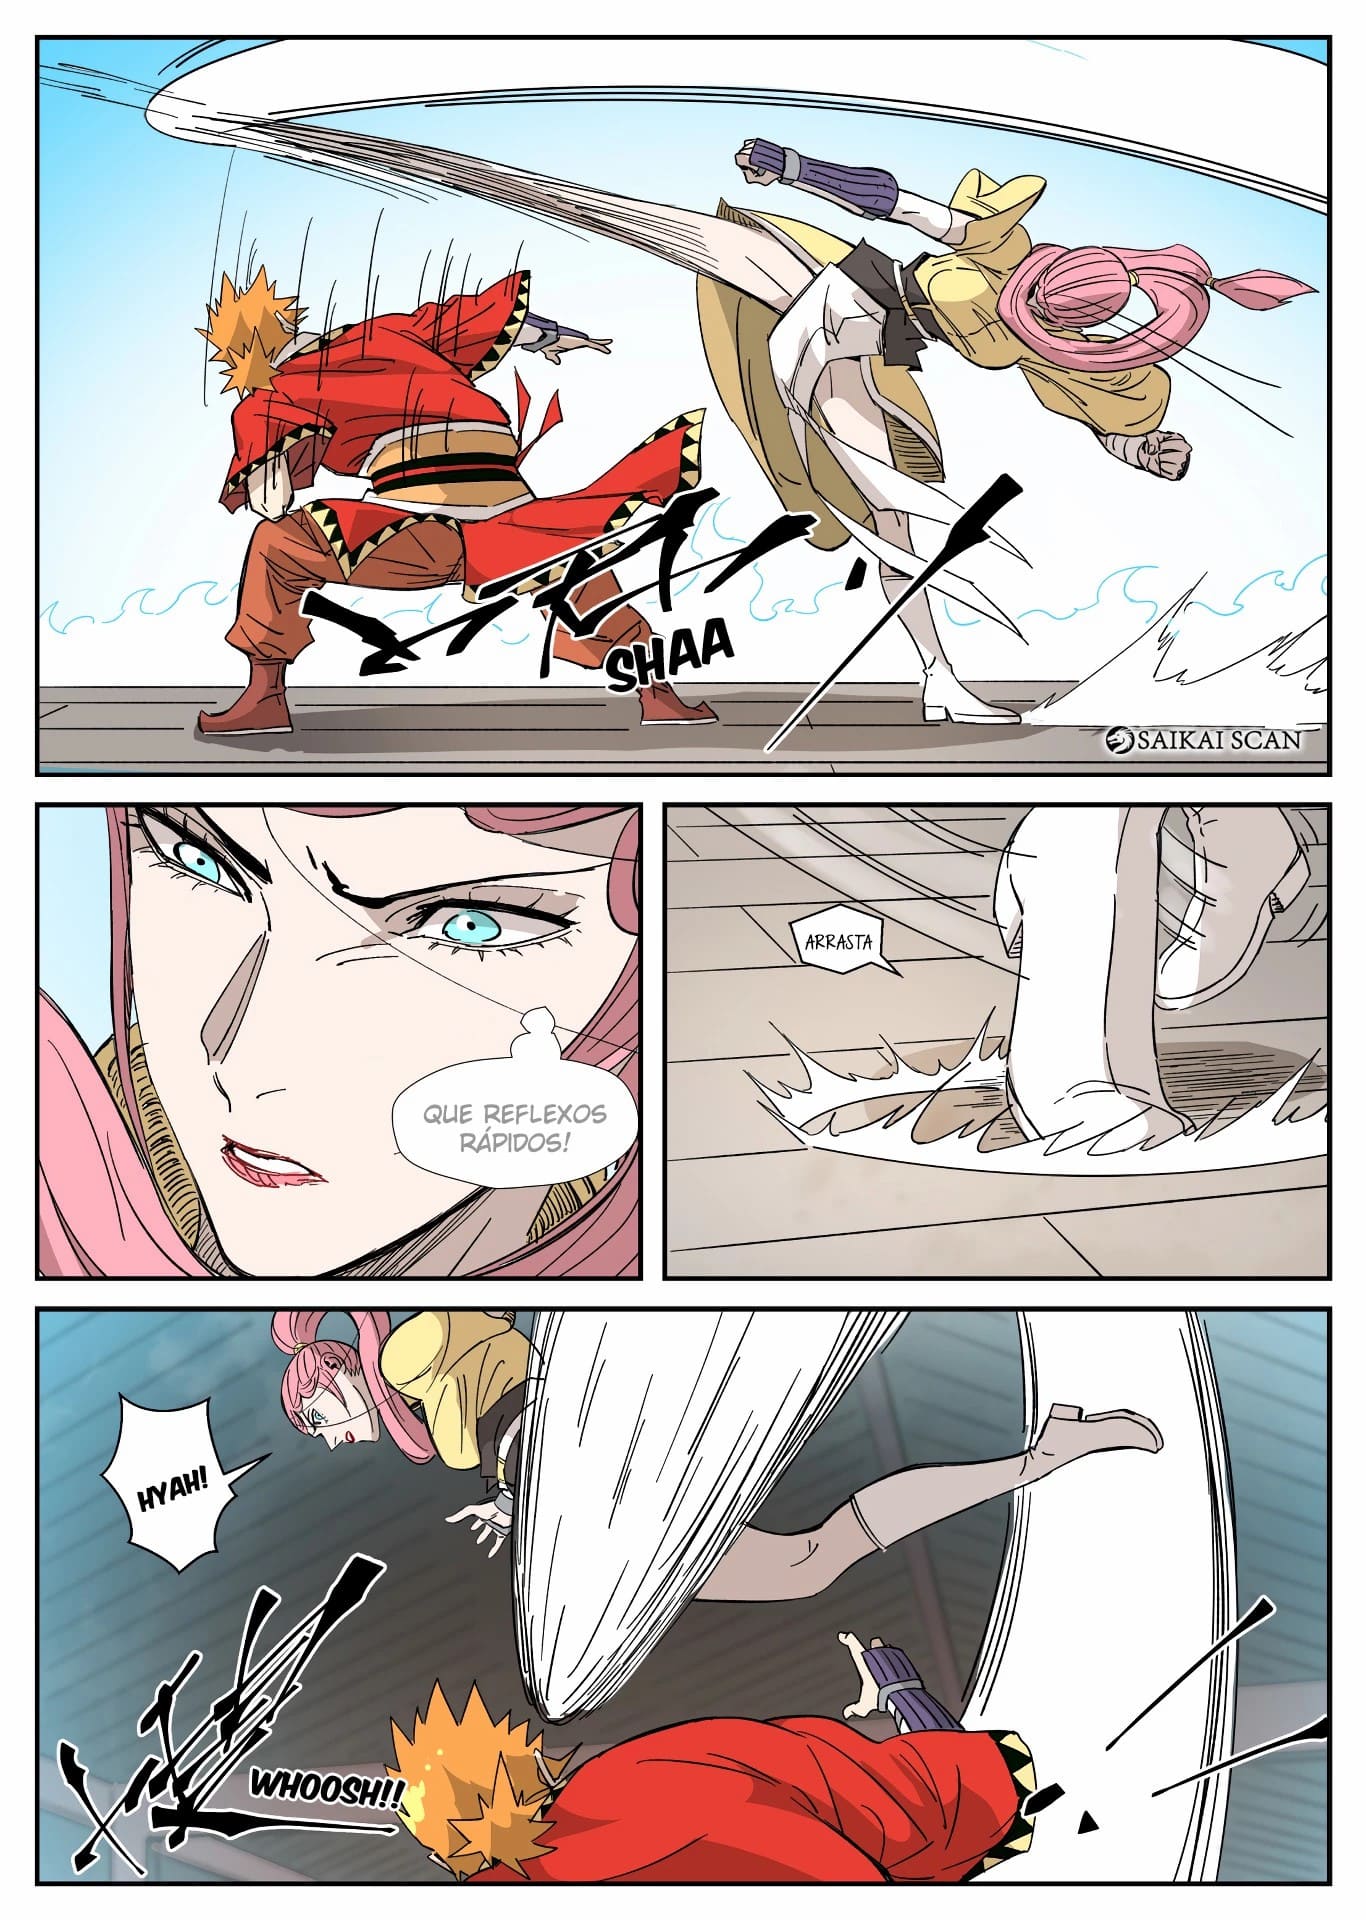 SHAA
SAIKAI SCAN
QUE REFLEXOS
RÁPIDOS!
ARRASTA
HYAH!
WHOOSH!!